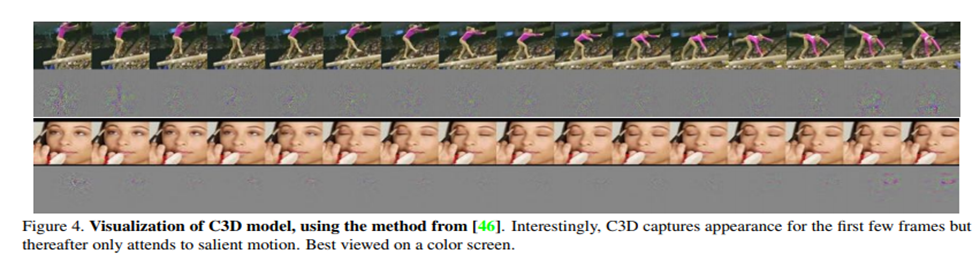 Figure 4. Visualization of C3D model, using the method from [46]. Interestingly, C3D captures appearance for the first few frames but
thereafter only attends to salient motion. Best viewed on a color screen.